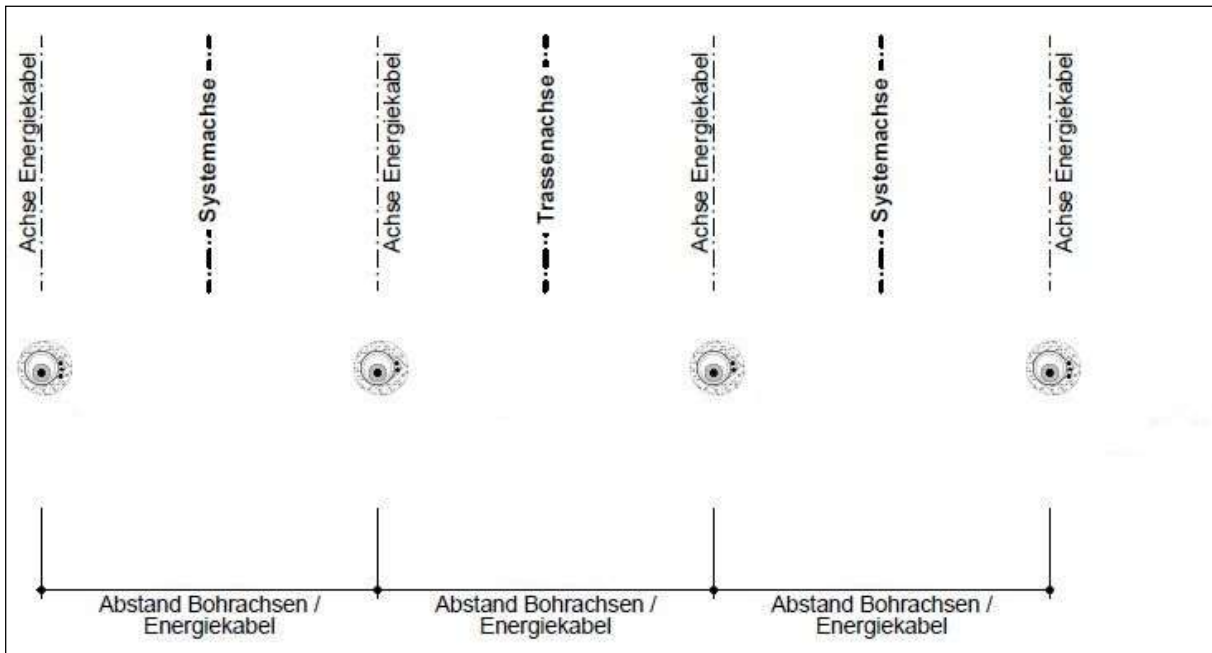 Achse Energiekabel
Systemachse
Achse Energiekabel
Trassenachse
Achse Energiekabel
Systemachse
Achse Energiekabel
Abstand Bohrachsen /
Energiekabel
Abstand Bohrachsen /
Energiekabel
Abstand Bohrachsen /
Energiekabel